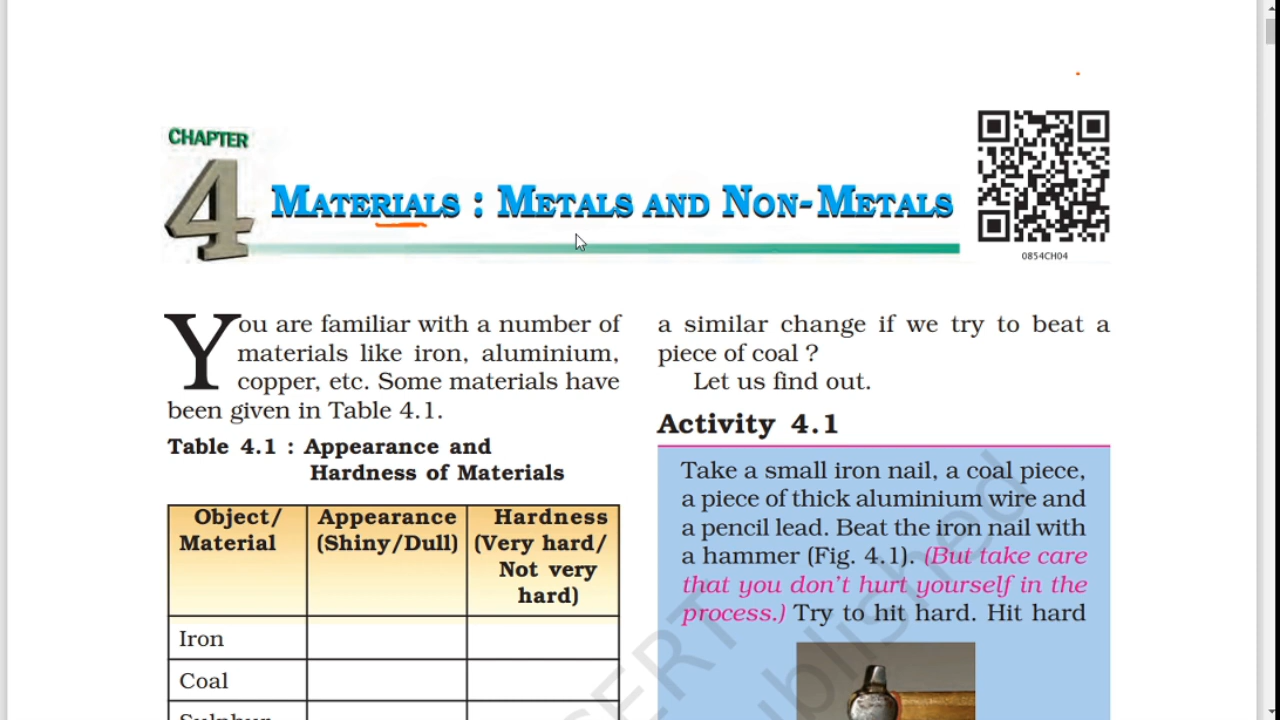 CHAPTER
4
MATERIALS : METALS AND NON-METALS
0854CH04
You are familiar with a number of
materials like iron, aluminium,
copper, etc. Some materials have
been given in Table 4.1.
Table 4.1 : Appearance and
Hardness of Materials
Object/ Material
Appearance (Shiny/Dull)
Hardness (Very hard/ Not very hard)
Iron
Coal
Sulphur
a similar change if we try to beat a
piece of coal ?
Let us find out.
Activity 4.1
Take a small iron nail, a coal piece,
a piece of thick aluminium wire and
a pencil lead. Beat the iron nail with
a hammer (Fig. 4.1). (But take care
that you don't hurt yourself in the
process.) Try to hit hard. Hit hard